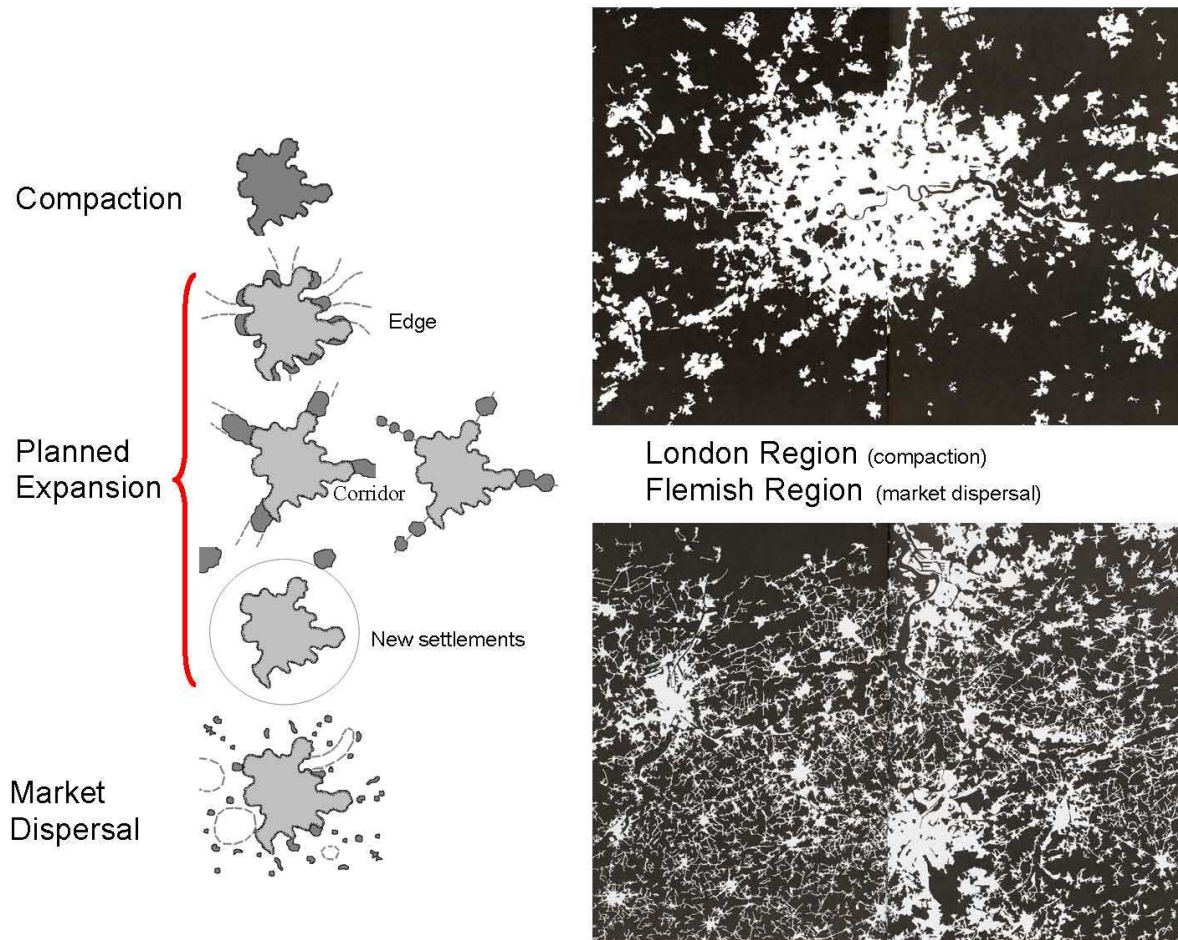 Compaction
Edge
Planned
Expansion
Corridor
New settlements
Market
Dispersal
London Region (compaction)
Flemish Region (market dispersal)